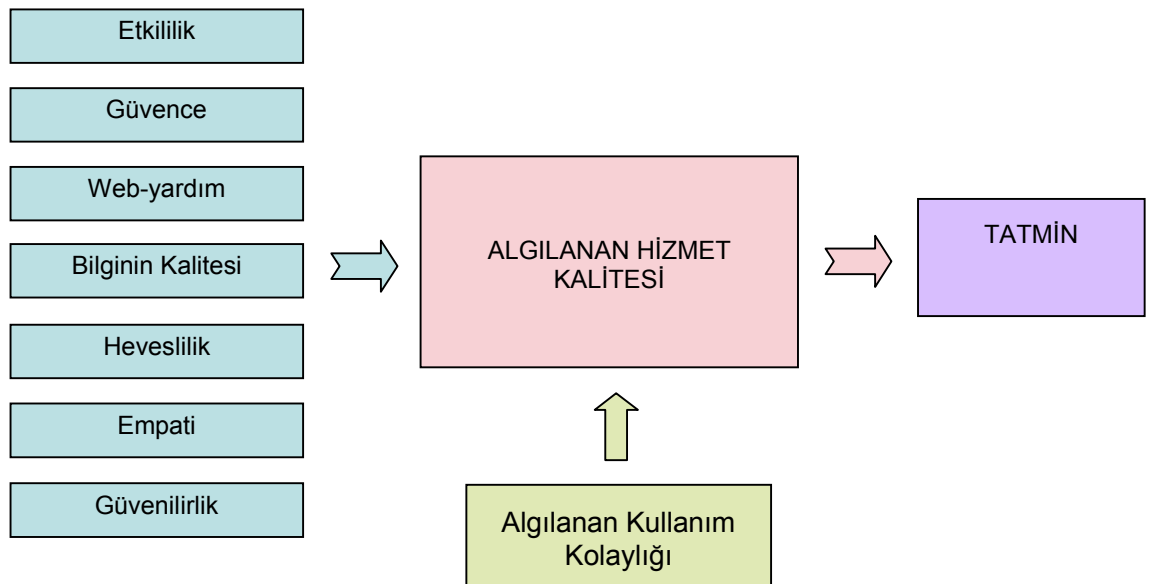 Etkililik
Güvence
Web-yardım
Bilginin Kalitesi
Heveslilik
Empati
Güvenilirlik
ALGILANAN HİZMET
KALİTESİ
TATMİN
Algılanan Kullanım
Kolaylığı